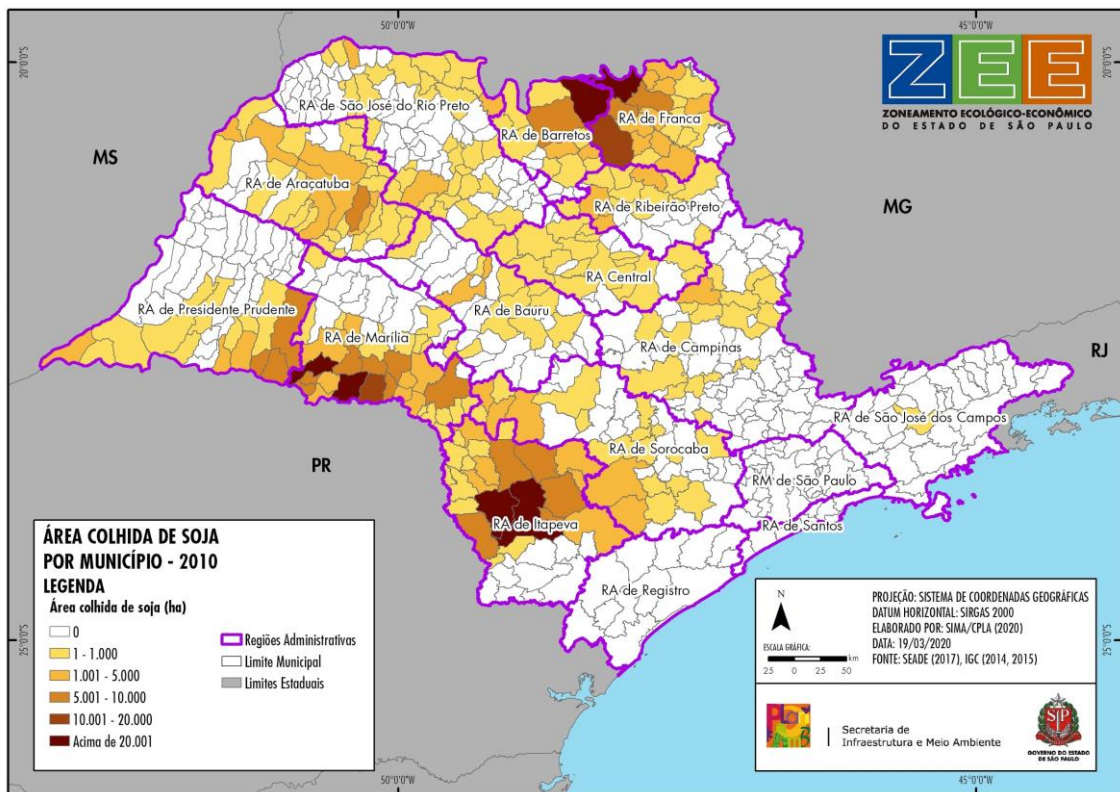 50°0'0"W
45°0'0"W
20°0'0"S
20°0'0"S
ZEE
ZONEAMENTO ECOLÓGICO-ECONÔMICO
DO ESTADO DE SÃO PAULO
RA de São José do Rio Preto
RA de Barretos
RA de Franca
MS
RA de Araçatuba
RA de Ribeirão Preto
MG
RA Central
RA de Presidente Prudente
RA de Bauru
RA de Marília
RA de Campinas
RJ
RA de São José dos Campos
PR
RA de Sorocaba
RM de São Paulo
RA de Itapeva
RA de Santos
RA de Registro
ÁREA COLHIDA DE SOJA
POR MUNICÍPIO - 2010
LEGENDA
Área colhida de soja (ha)
0
1 - 1.000
1.001 - 5.000
5.001 - 10.000
10.001 - 20.000
Acima de 20.001
Regiões Administrativas
Limite Municipal
Limites Estaduais
N
ESCALA GRÁFICA:
25 0 25 50 km
PROJEÇÃO: SISTEMA DE COORDENADAS GEOGRÁFICAS
DATUM HORIZONTAL: SIRGAS 2000
ELABORADO POR: SIMA/CPLA (2020)
DATA: 19/03/2020
FONTE: SEADE (2017), IGC (2014, 2015)
25°0'0"S
25°0'0"S
Secretaria de
Infraestrutura e Meio Ambiente
SP
GOVERNO DO ESTADO
DE SÃO PAULO
50°0'0"W
45°0'0"W